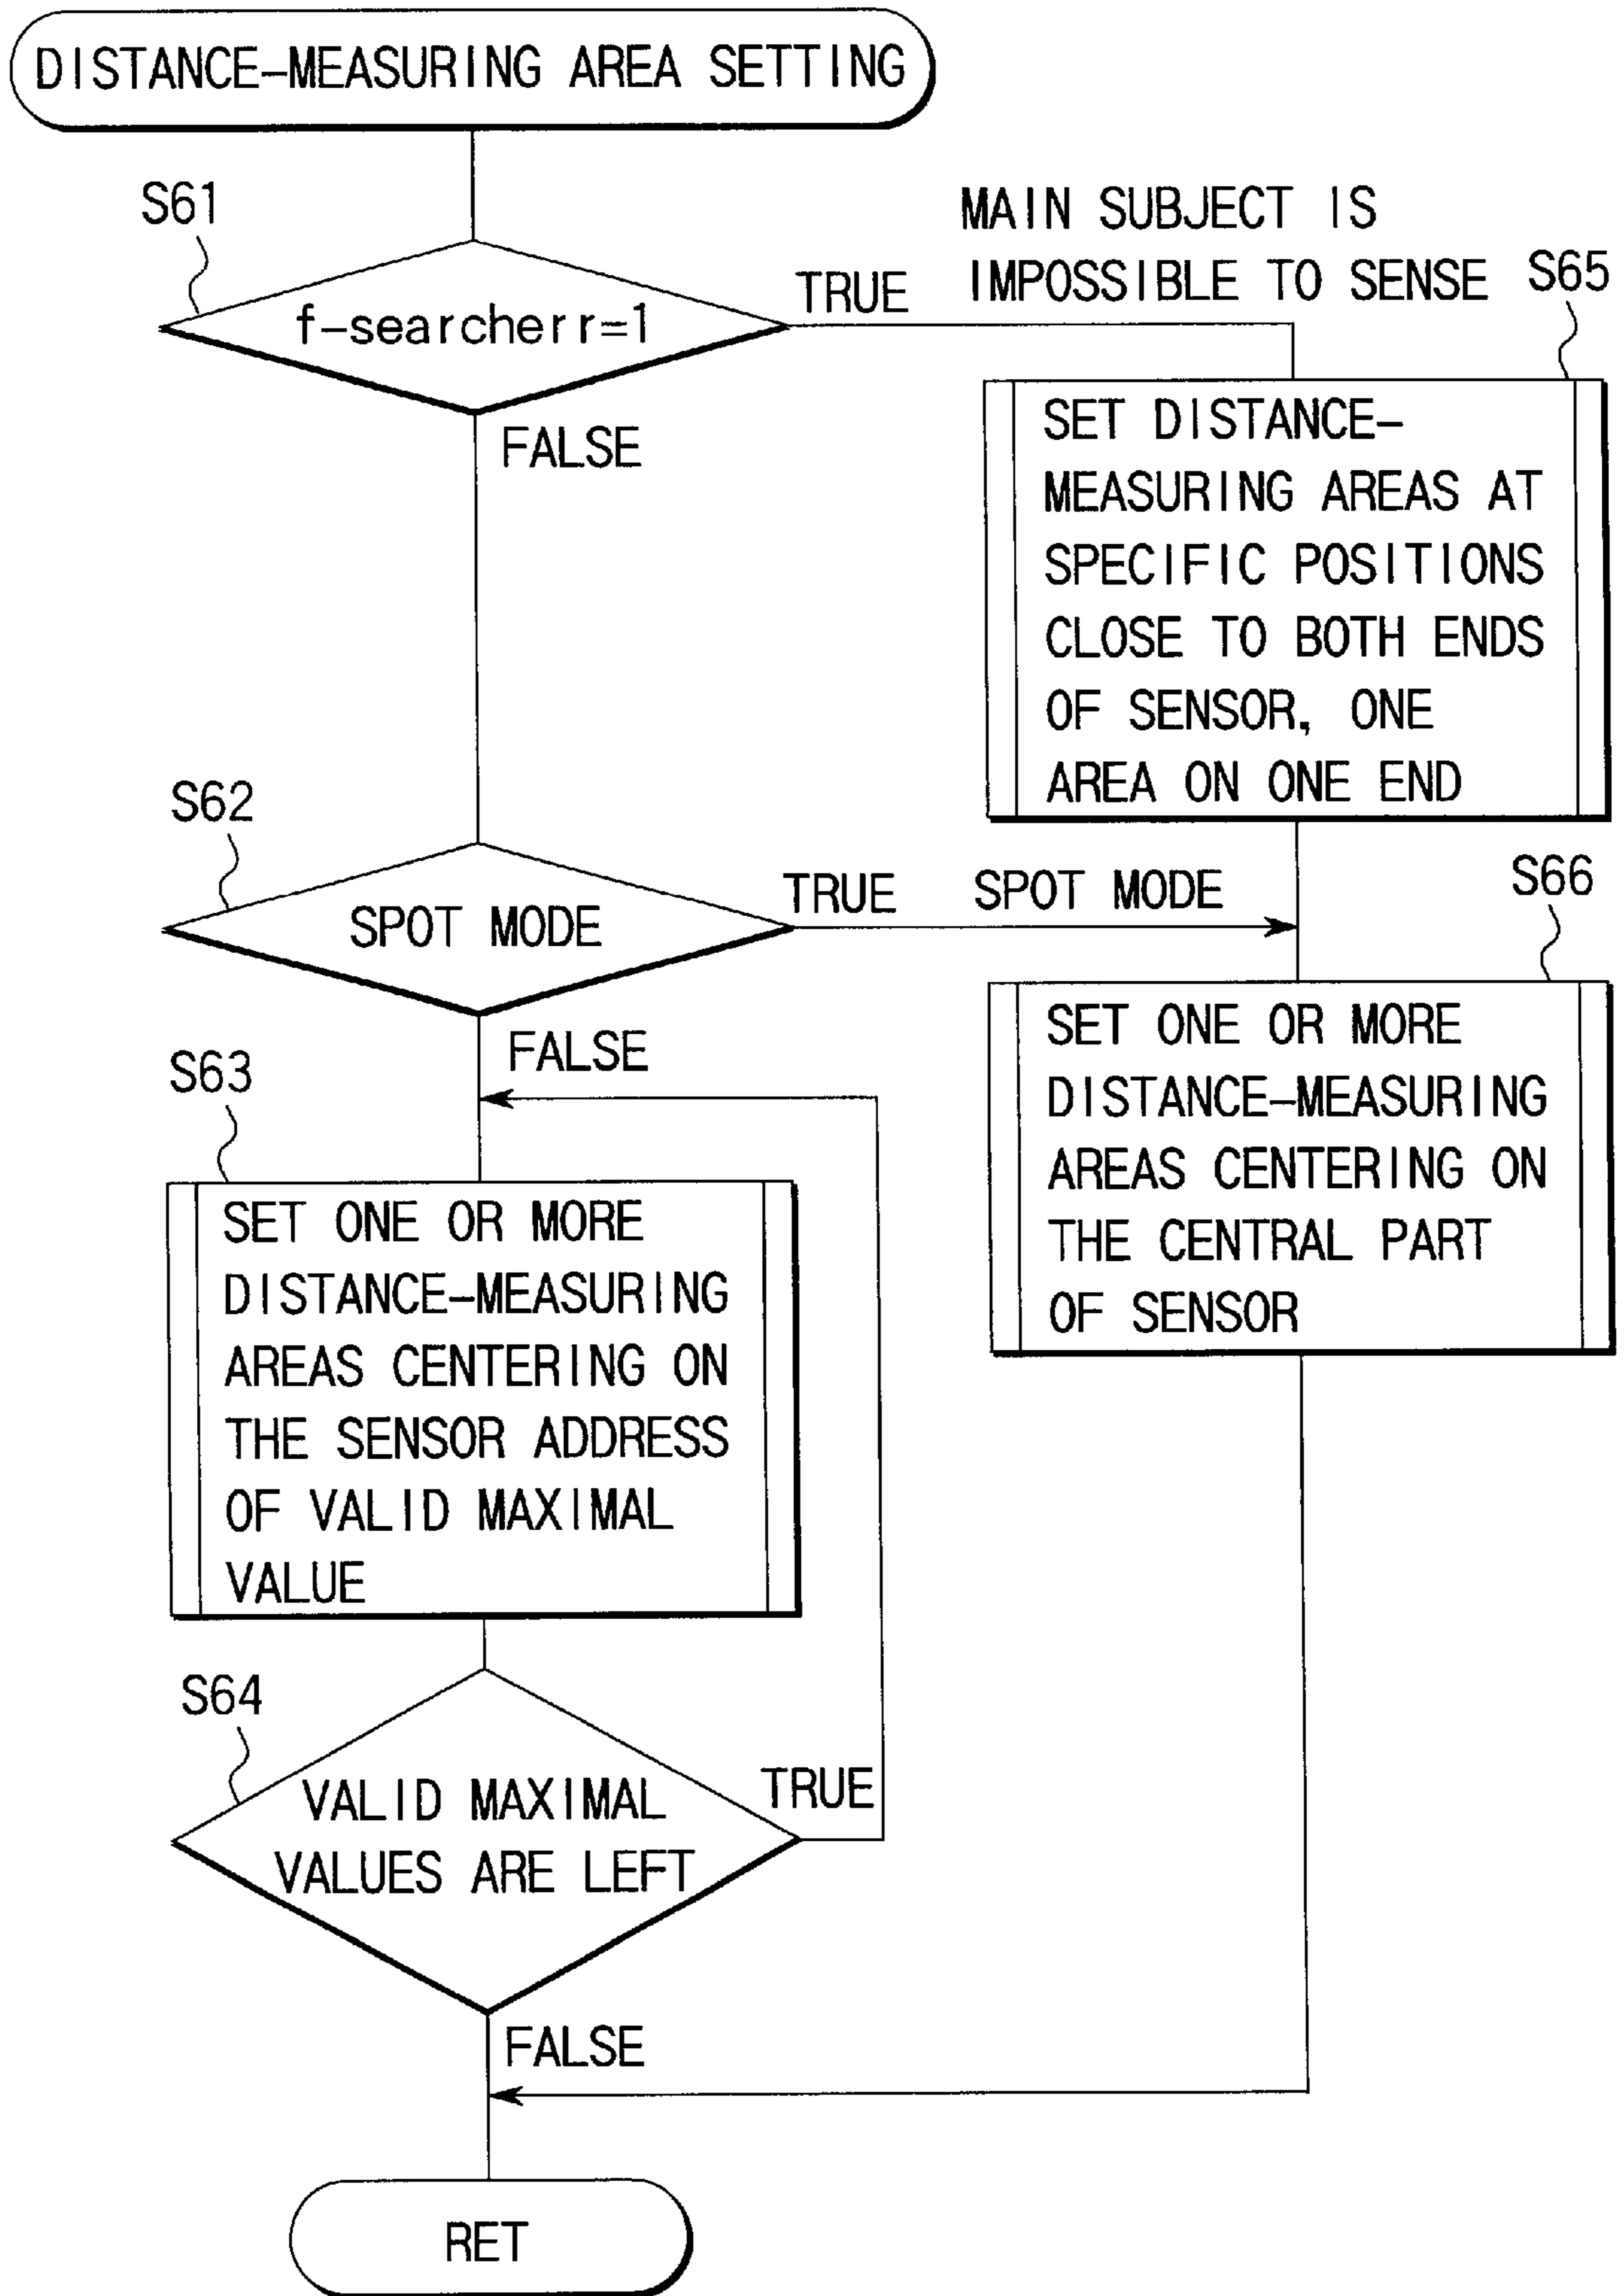 DISTANCE-MEASURING AREA SETTING
S61
f-searcherr=1
TRUE
MAIN SUBJECT IS
IMPOSSIBLE TO SENSE
FALSE
S65
SET DISTANCE-
MEASURING AREAS AT
SPECIFIC POSITIONS
CLOSE TO BOTH ENDS
OF SENSOR, ONE
AREA ON ONE END
S62
SPOT MODE
TRUE SPOT MODE
FALSE
S66
SET ONE OR MORE
DISTANCE-MEASURING
AREAS CENTERING ON
THE CENTRAL PART
OF SENSOR
S63
SET ONE OR MORE
DISTANCE-MEASURING
AREAS CENTERING ON
THE SENSOR ADDRESS
OF VALID MAXIMAL
VALUE
S64
VALID MAXIMAL
VALUES ARE LEFT
TRUE
FALSE
RET